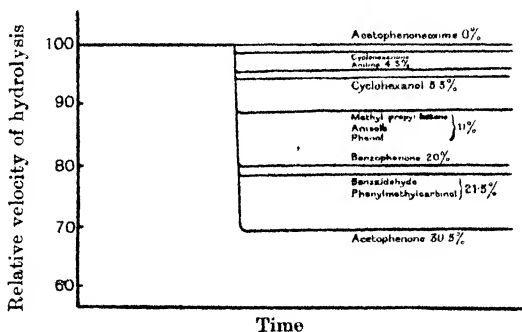 Relative velocity of hydrolysis
100
90
80
70
60
Acetophenoneoxime 0%
Cyclohexanone
Aniline 4.5%
Cyclohexanol 5.5%
Methyl propyl ketone
Anisole
Phenol
11%
Benzophenone 20%
Benzaldehyde
Phenylmethylcarbinol
21.5%
Acetophenone 30.5%
Time